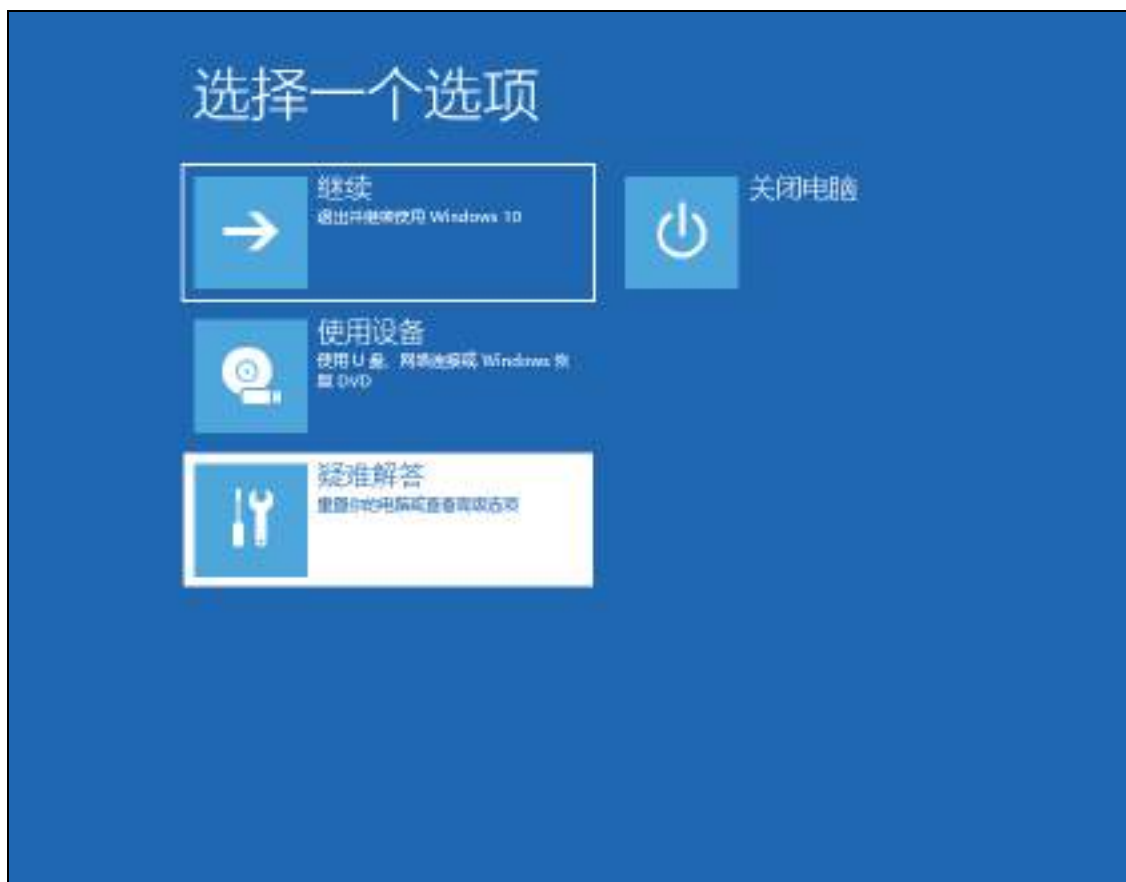 选择一个选项
继续
退出并继续使用 Windows 10
关闭电脑
使用设备
使用 U 盘、网络连接或 Windows 恢
复 DVD
疑难解答
重置你的电脑或查看高级选项